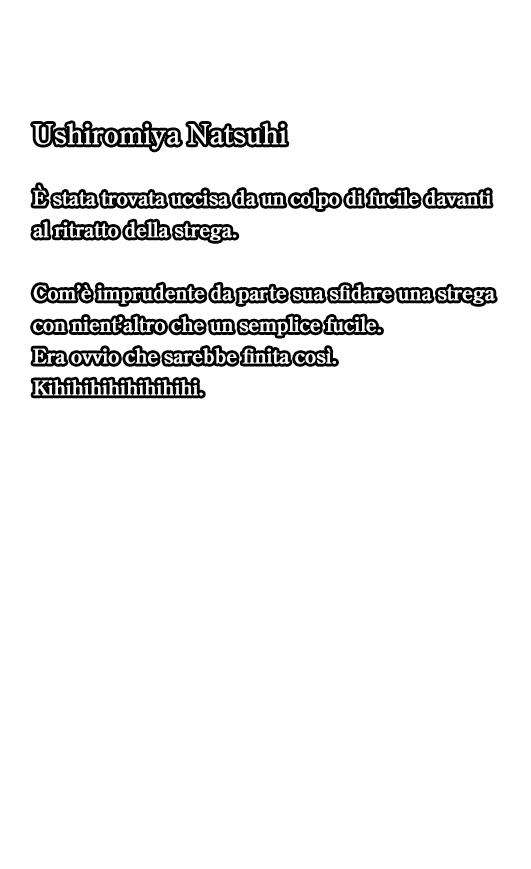 Ushiromiya Natsuhi
È stata trovata uccisa da un colpo di fucile davanti
al ritratto della strega.
Com'è imprudente da parte sua sfidare una strega
con nient'altro che un semplice fucile.
Era ovvio che sarebbe finita così.
Kihihihihihihihihi.